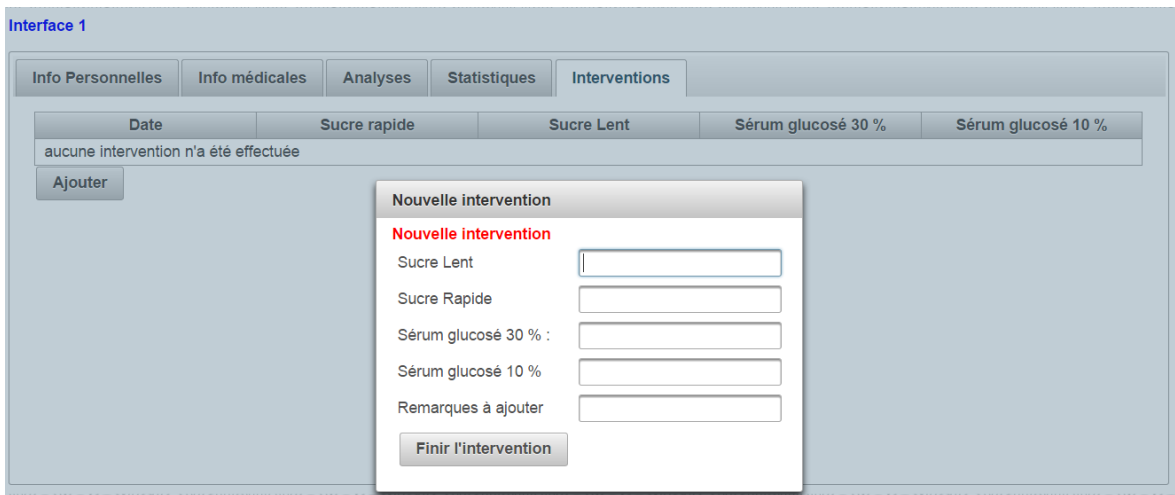 Interface 1
Info Personnelles Info médicales Analyses Statistiques Interventions
Date Sucre rapide Sucre Lent Sérum glucosé 30 % Sérum glucosé 10 %
aucune intervention n'a été effectuée
Ajouter
Nouvelle intervention
Nouvelle intervention
Sucre Lent
Sucre Rapide
Sérum glucosé 30 % :
Sérum glucosé 10 %
Remarques à ajouter
Finir l'intervention